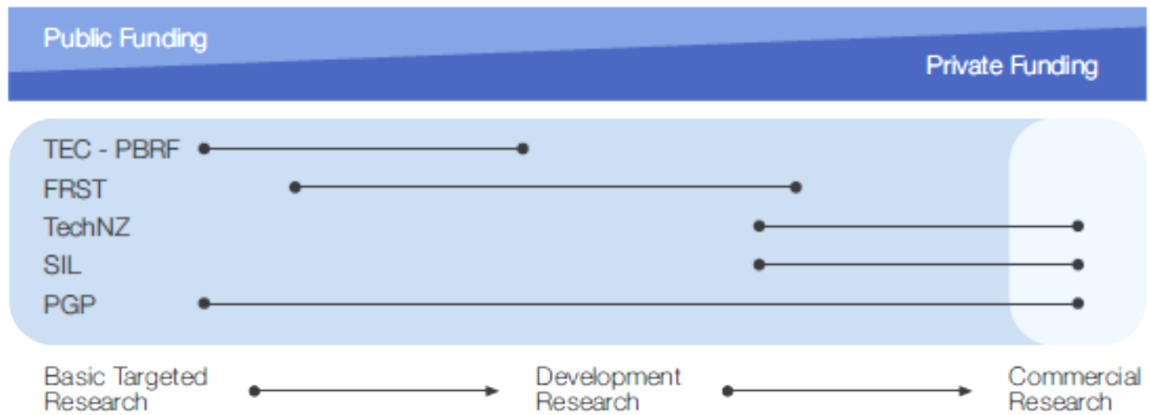 Public Funding
Private Funding
TEC - PBRF
FRST
TechNZ
SIL
PGP
Basic Targeted
Research
Development
Research
Commercial
Research